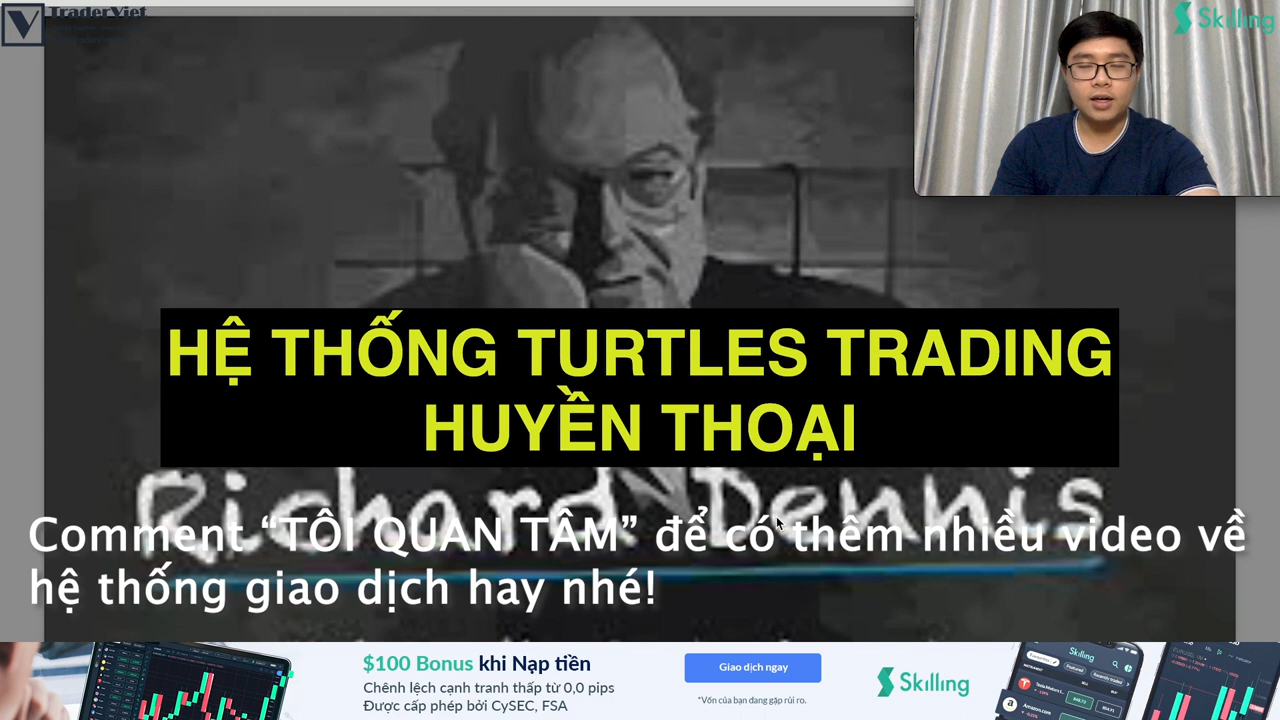 TraderViet
Skilling
HỆ THỐNG TURTLES TRADING
HUYỀN THOẠI
Richard Dennis
Comment “TÔI QUAN TÂM” để có thêm nhiều video về
hệ thống giao dịch hay nhé!
$100 Bonus khi Nạp tiền
Chênh lệch cạnh tranh thấp từ 0,0 pips
Được cấp phép bởi CySEC, FSA
Giao dịch ngay
*Vốn của bạn đang gặp rủi ro.
Skilling
Skilling
Amazon.com